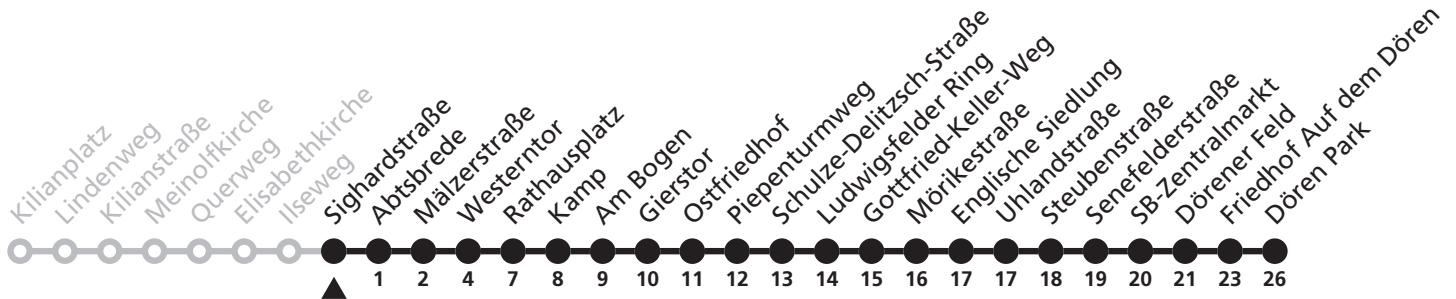 Kilianplatz
Lindenweg
Kilianstraße
Meinolfkirche
Querweg
Elisabethkirche
Ilseweg
Sighardstraße
Abtsbrede
Mälzerstraße
Westerntor
Rathausplatz
Kamp
Am Bogen
Gierstor
Ostfriedhof
Piepenturmweg
Schulze-Delitzsch-Straße
Ludwigsfelder Ring
Gottfried-Keller-Weg
Mörikestraße
Englische Siedlung
Uhlandstraße
Steubenstraße
Senefelderstraße
SB-Zentralmarkt
Dörener Feld
Friedhof Auf dem Dören
Dören Park
1 2 4 7 8 9 10 11 12 13 14 15 16 17 17 18 19 20 21 23 26